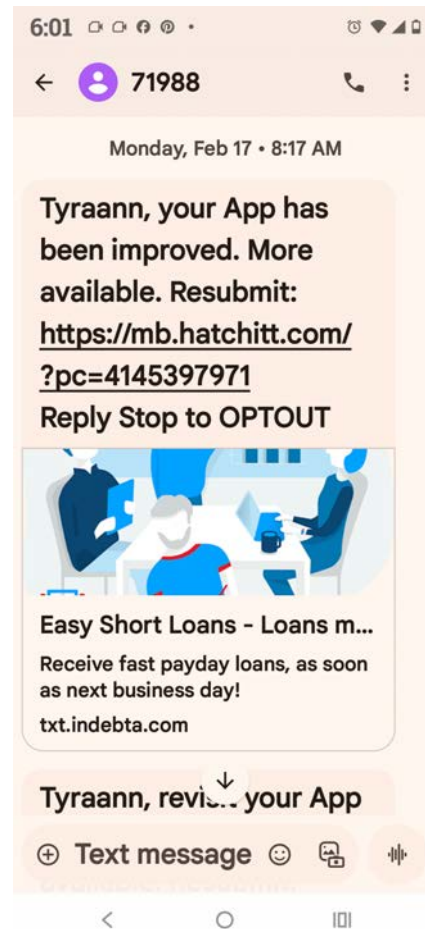 6:01
71988
Monday, Feb 17 • 8:17 AM
Tyraann, your App has
been improved. More
available. Resubmit:
https://mb.hatchitt.com/
?pc=4145397971
Reply Stop to OPTOUT
Easy Short Loans - Loans m...
Receive fast payday loans, as soon
as next business day!
txt.indebta.com
Tyraann, revisit your App
Text message